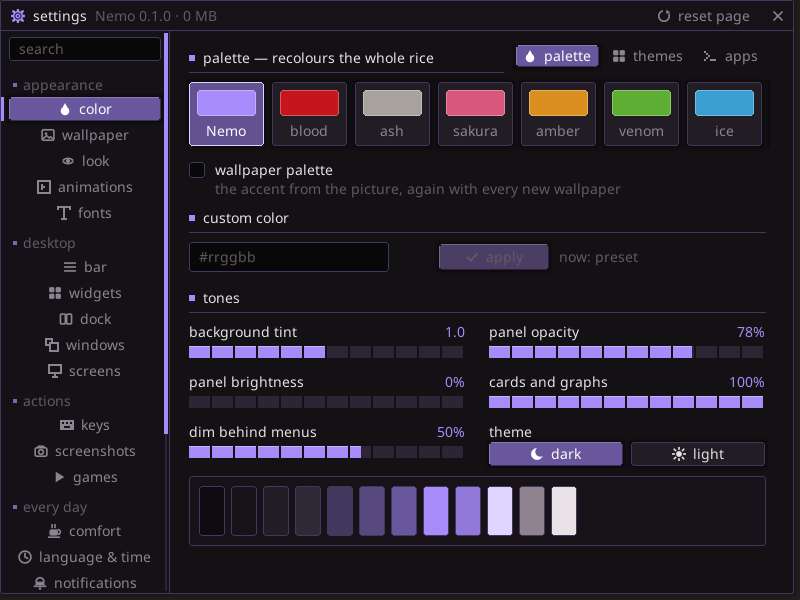 settings Nemo 0.1.0 · 0 MB
reset page
search
appearance
color
wallpaper
look
animations
fonts
desktop
bar
widgets
dock
windows
screens
actions
keys
screenshots
games
every day
comfort
language & time
notifications
palette — recolours the whole rice
palette themes apps
Nemo blood ash sakura amber venom ice
wallpaper palette
the accent from the picture, again with every new wallpaper
custom color
#rrggbb apply now: preset
tones
background tint 1.0
panel opacity 78%
panel brightness 0%
cards and graphs 100%
dim behind menus 50%
theme
dark light